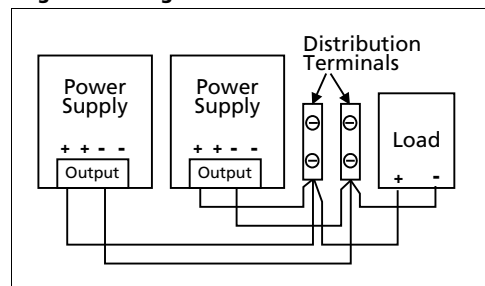 Distribution
Terminals
Power
Supply
+ + - -
Output
Power
Supply
+ + - -
Output
Load
+ -